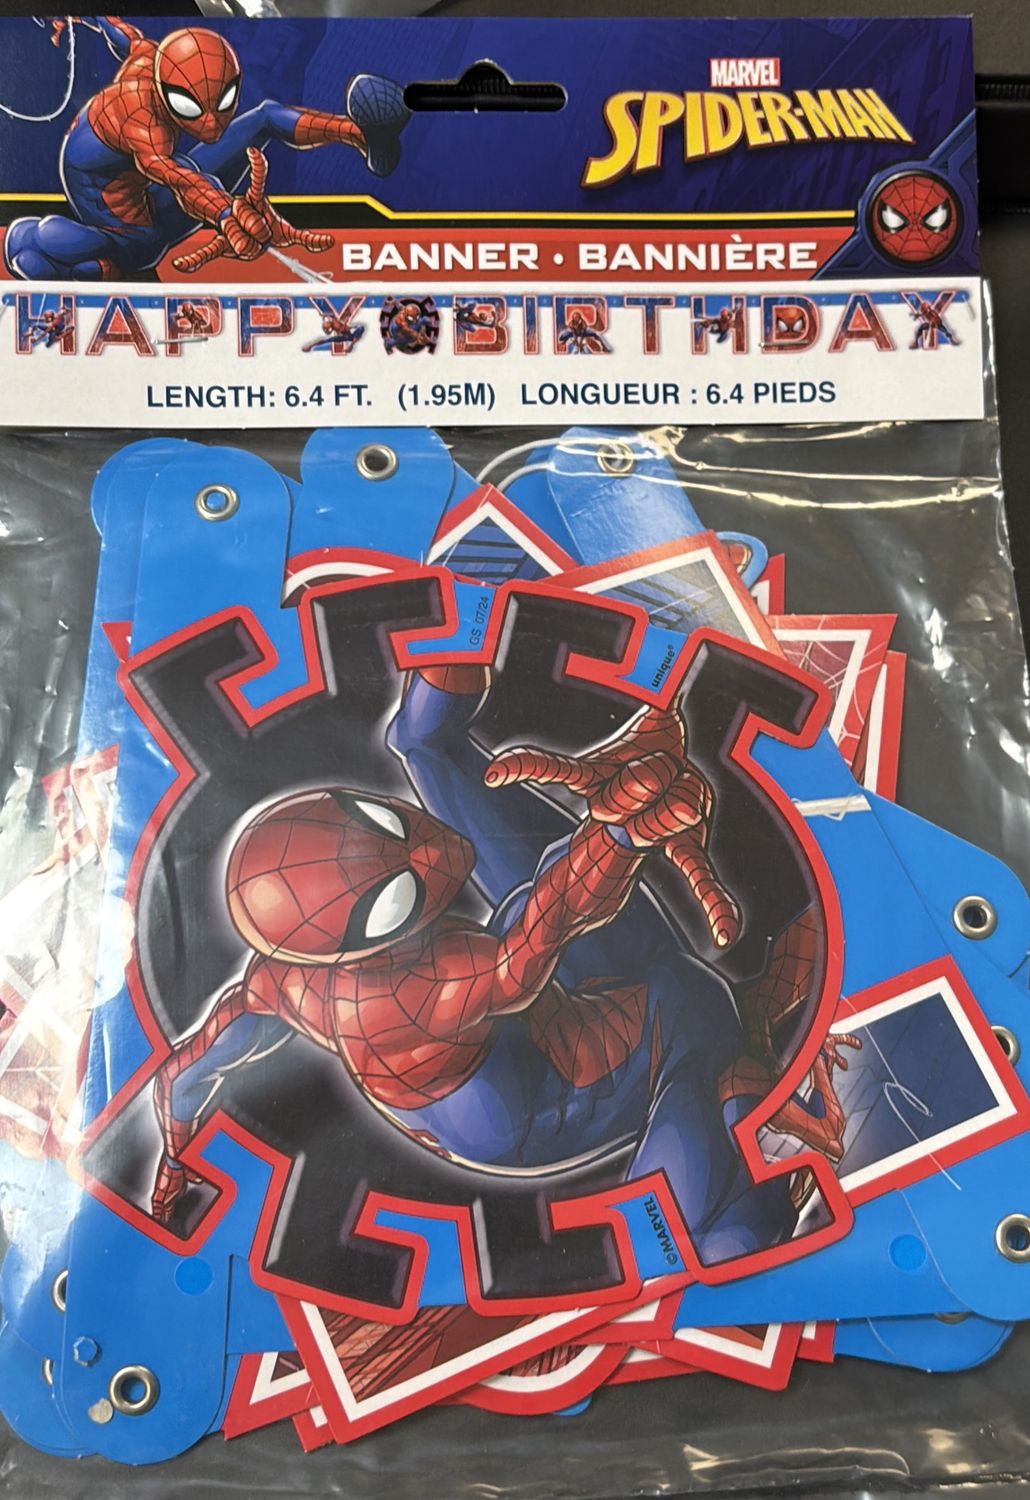 MARVEL
SPIDER-MAN
BANNER • BANNIÈRE
HAPPY BIRTHDAY
LENGTH: 6.4 FT. (1.95M) LONGUEUR : 6.4 PIEDS
GS 07/24
unique®
©MARVEL